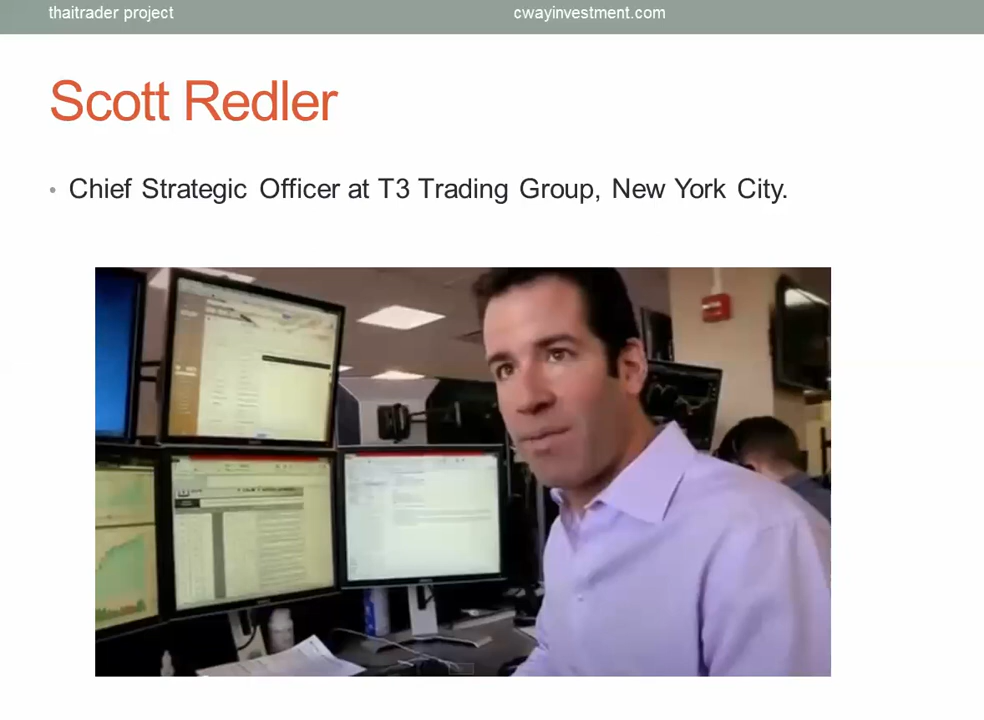 thaitrader project
cwayinvestment.com
Scott Redler
• Chief Strategic Officer at T3 Trading Group, New York City.